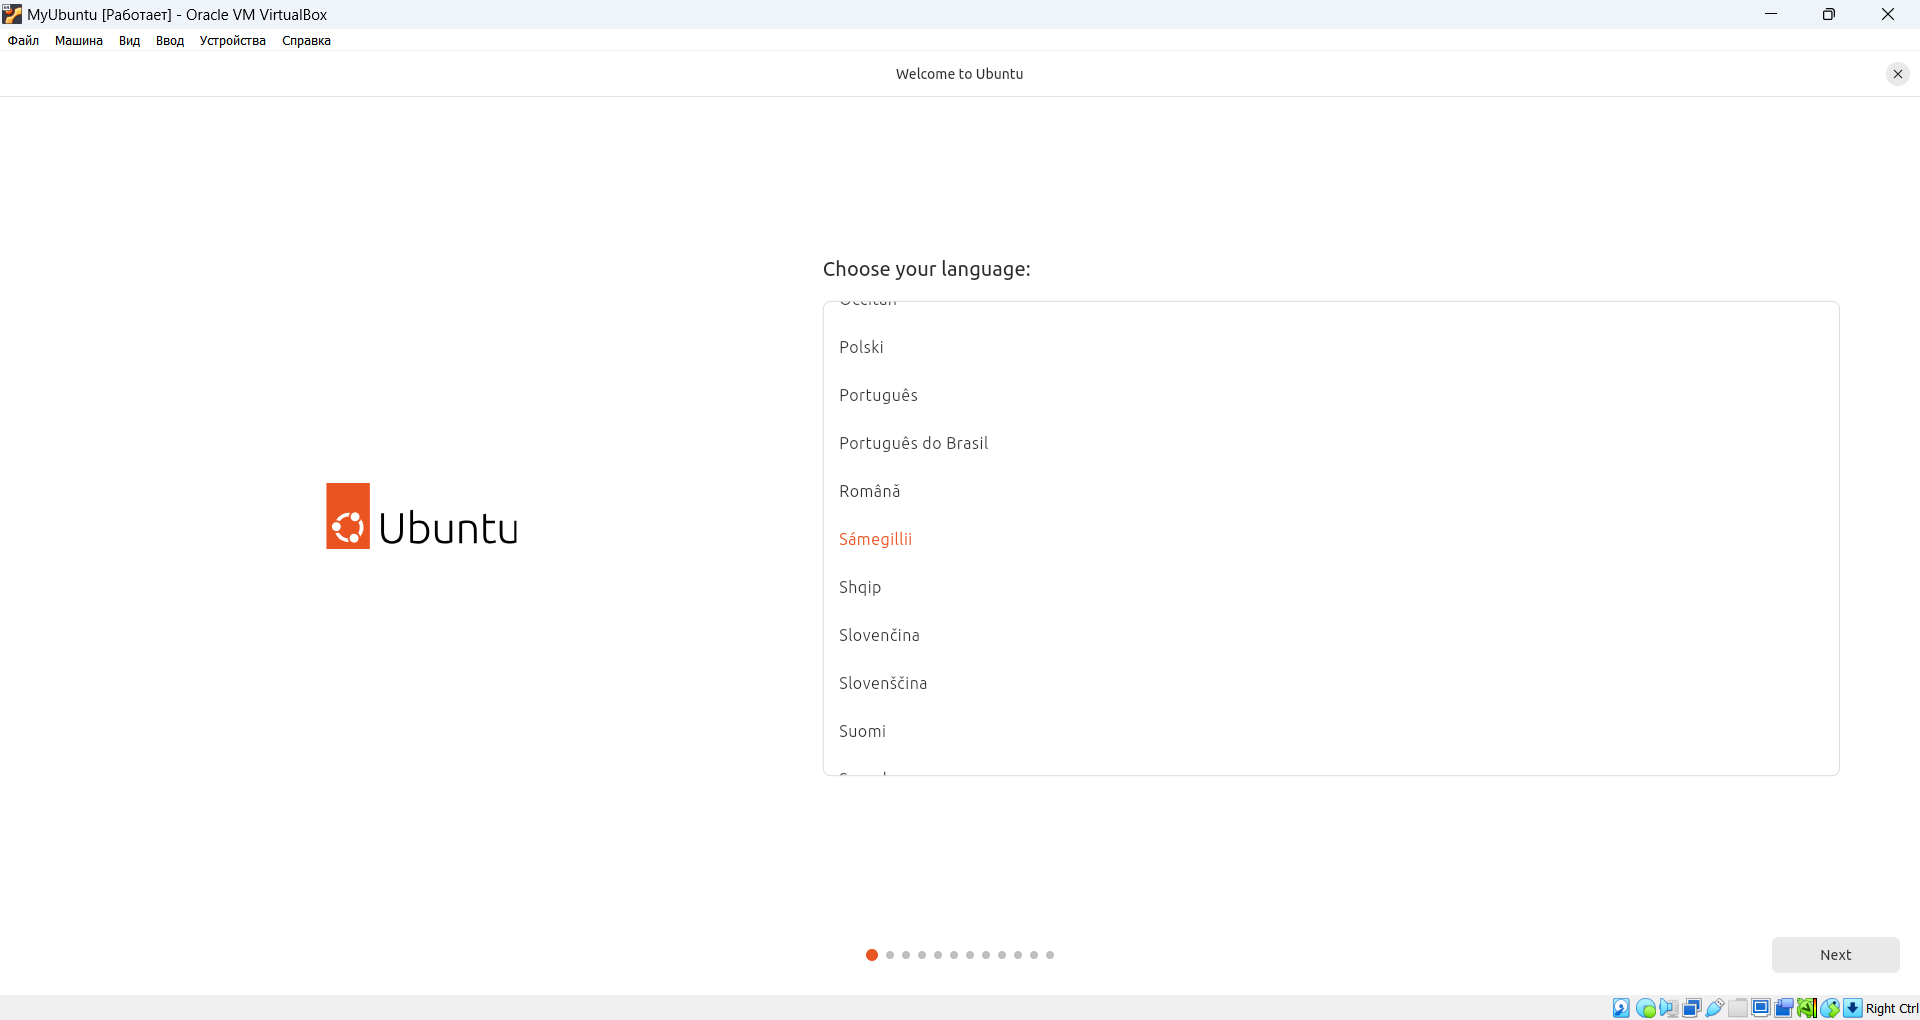 MyUbuntu [Работает] - Oracle VM VirtualBox
Файл Машина Вид Ввод Устройства Справка
Welcome to Ubuntu
Choose your language:
Occitan
Polski
Português
Português do Brasil
Română
Sámegillii
Shqip
Slovenčina
Slovenščina
Suomi
Ubuntu
Next
Right Ctrl